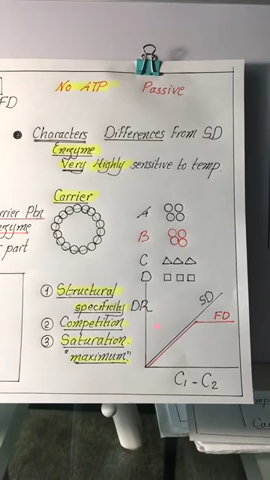 No ATP Passive
FD
Characters Differences from SD
Enzyme
Very Highly sensitive to temp.
Carrier
rrier Ptn
nzyme
r part
A
B
C
D
① Structural
specificity
② Competition
③ Saturation
"maximum"
DR
SD
FD
C₁ - C₂